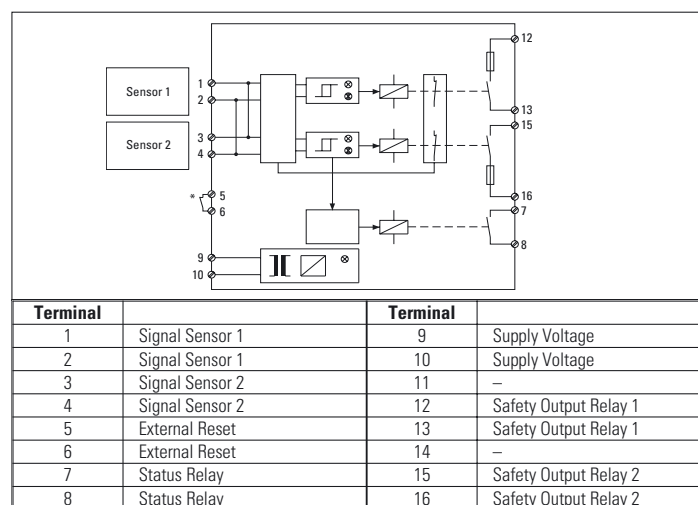 12
Sensor 1
1
2
13
15
Sensor 2
3
4
* 5
6
16
7
8
9
10
Terminal Terminal
1 Signal Sensor 1 9 Supply Voltage
2 Signal Sensor 1 10 Supply Voltage
3 Signal Sensor 2 11 –
4 Signal Sensor 2 12 Safety Output Relay 1
5 External Reset 13 Safety Output Relay 1
6 External Reset 14 –
7 Status Relay 15 Safety Output Relay 2
8 Status Relay 16 Safety Output Relay 2